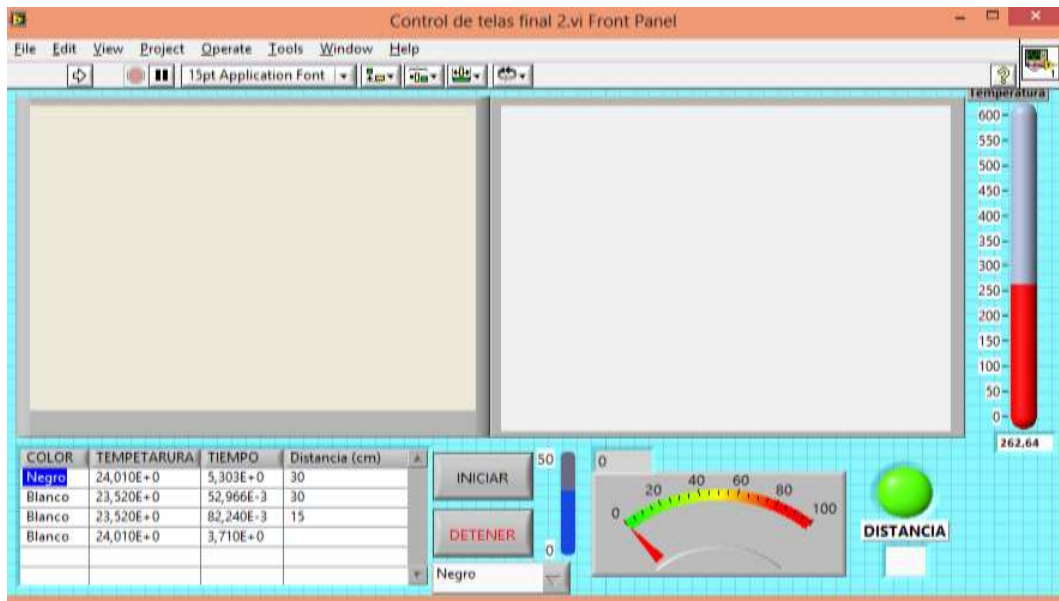 Control de telas final 2.vi Front Panel
File Edit View Project Operate Tools Window Help
15pt Application Font
Temperatura
600
550
500
450
400
350
300
250
200
150
100
50
0
262,64
COLOR TEMPETARURA TIEMPO Distancia (cm)
Negro 24,010E+0 5,303E+0 30
Blanco 23,520E+0 52,966E-3 30
Blanco 23,520E+0 82,240E-3 15
Blanco 24,010E+0 3,710E+0
INICIAR
DETENER
Negro
50
0
0
0 20 40 60 80 100
DISTANCIA